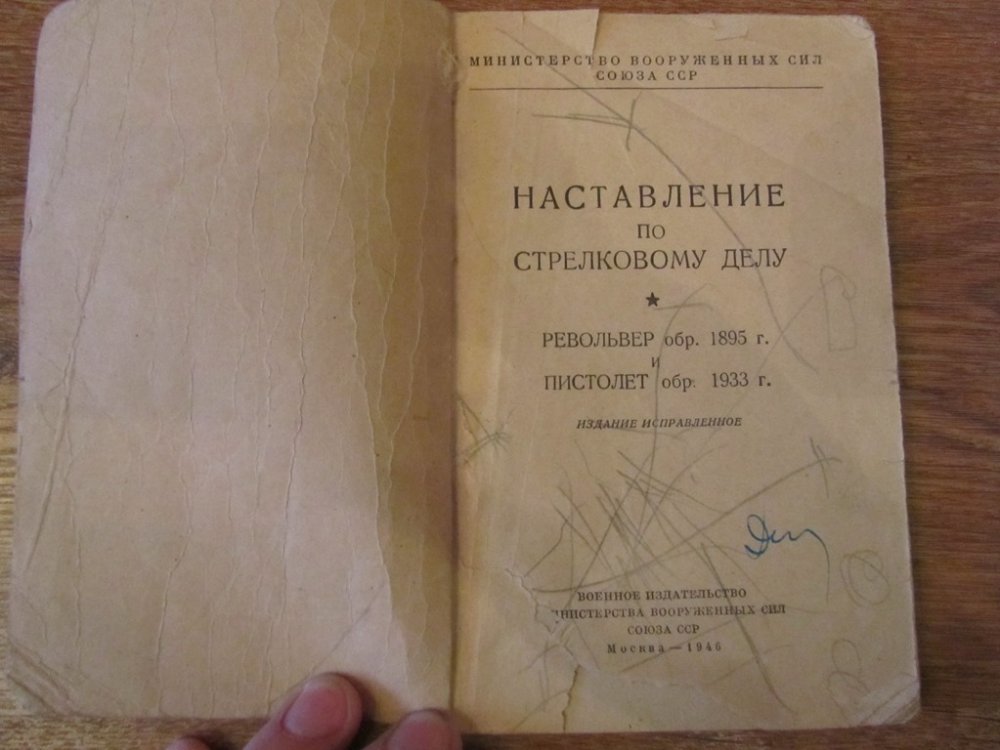 МИНИСТЕРСТВО ВООРУЖЕННЫХ СИЛ
СОЮЗА ССР
НАСТАВЛЕНИЕ
ПО
СТРЕЛКОВОМУ ДЕЛУ
РЕВОЛЬВЕР обр. 1895 г.
И
ПИСТОЛЕТ обр. 1933 г.
ИЗДАНИЕ ИСПРАВЛЕННОЕ
ВОЕННОЕ ИЗДАТЕЛЬСТВО
НИСТЕРСТВА ВООРУЖЕННЫХ СИЛ
СОЮЗА ССР
Москва — 1946